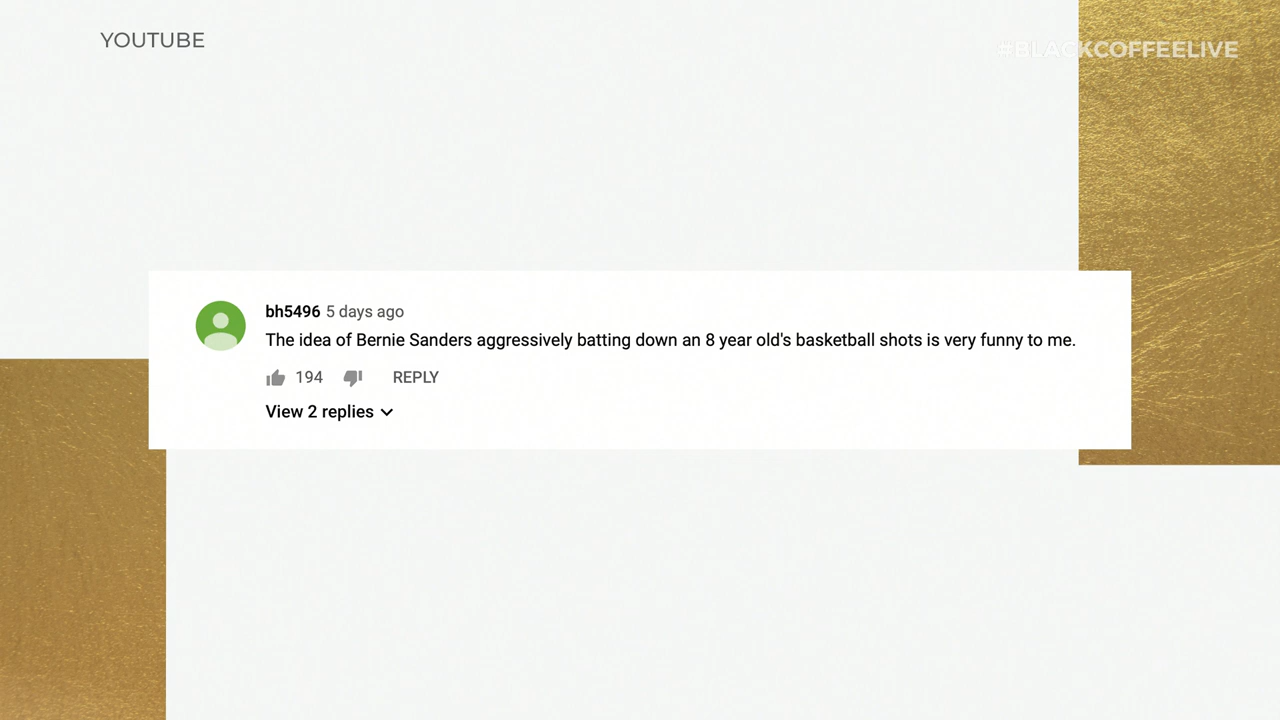 YOUTUBE
#BLACKCOFFEELIVE
bh5496 5 days ago
The idea of Bernie Sanders aggressively batting down an 8 year old's basketball shots is very funny to me.
194 REPLY
View 2 replies